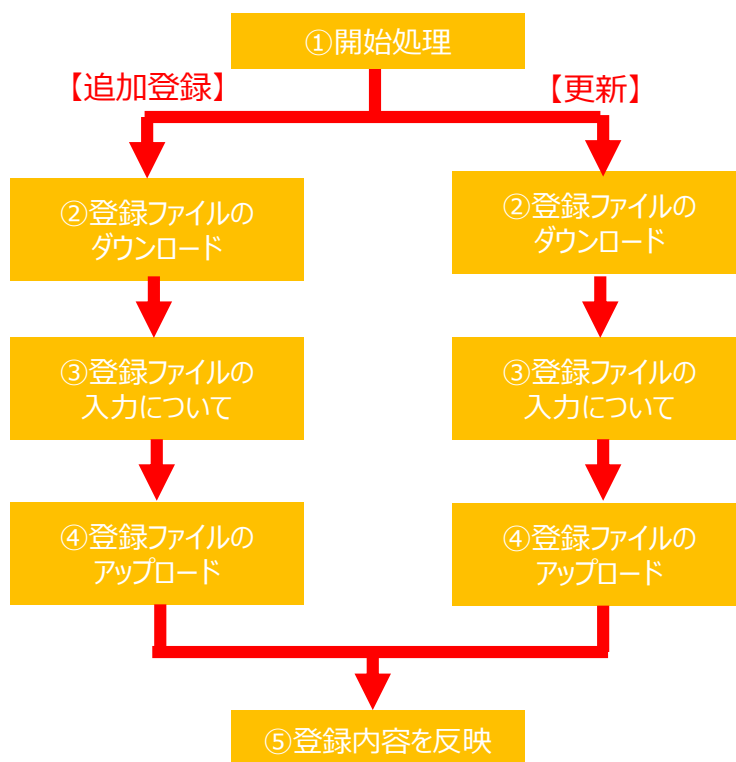 ①開始処理
【追加登録】
【更新】
②登録ファイルの
ダウンロード
②登録ファイルの
ダウンロード
③登録ファイルの
入力について
③登録ファイルの
入力について
④登録ファイルの
アップロード
④登録ファイルの
アップロード
⑤登録内容を反映